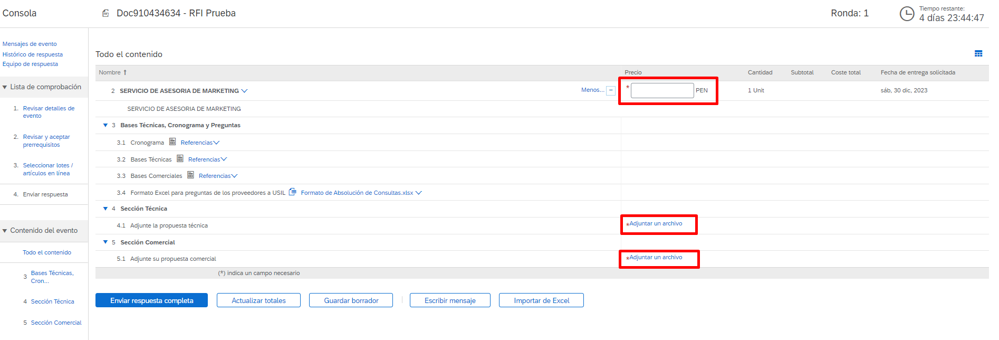 Consola
Doc910434634 - RFI Prueba
Ronda: 1
Tiempo restante:
4 días 23:44:47
Mensajes de evento
Histórico de respuesta
Equipo de respuesta
▼ Lista de comprobación
1. Revisar detalles de
evento
2. Revisar y aceptar
prerrequisitos
3. Seleccionar lotes /
artículos en línea
4. Enviar respuesta
▼ Contenido del evento
Todo el contenido
3 Bases Técnicas,
Cron...
4 Sección Técnica
5 Sección Comercial
Todo el contenido
Nombre ↑ Precio Cantidad Subtotal Coste total Fecha de entrega solicitada
2 SERVICIO DE ASESORIA DE MARKETING Menos... − * PEN 1 Unit sáb, 30 dic, 2023
SERVICIO DE ASESORIA DE MARKETING
▼ 3 Bases Técnicas, Cronograma y Preguntas
3.1 Cronograma Referencias
3.2 Bases Técnicas Referencias
3.3 Bases Comerciales Referencias
3.4 Formato Excel para preguntas de los proveedores a USIL Formato de Absolución de Consultas.xlsx
▼ 4 Sección Técnica
4.1 Adjunte la propuesta técnica *Adjuntar un archivo
▼ 5 Sección Comercial
5.1 Adjunte su propuesta comercial *Adjuntar un archivo
(*) indica un campo necesario
Enviar respuesta completa
Actualizar totales
Guardar borrador
Escribir mensaje
Importar de Excel